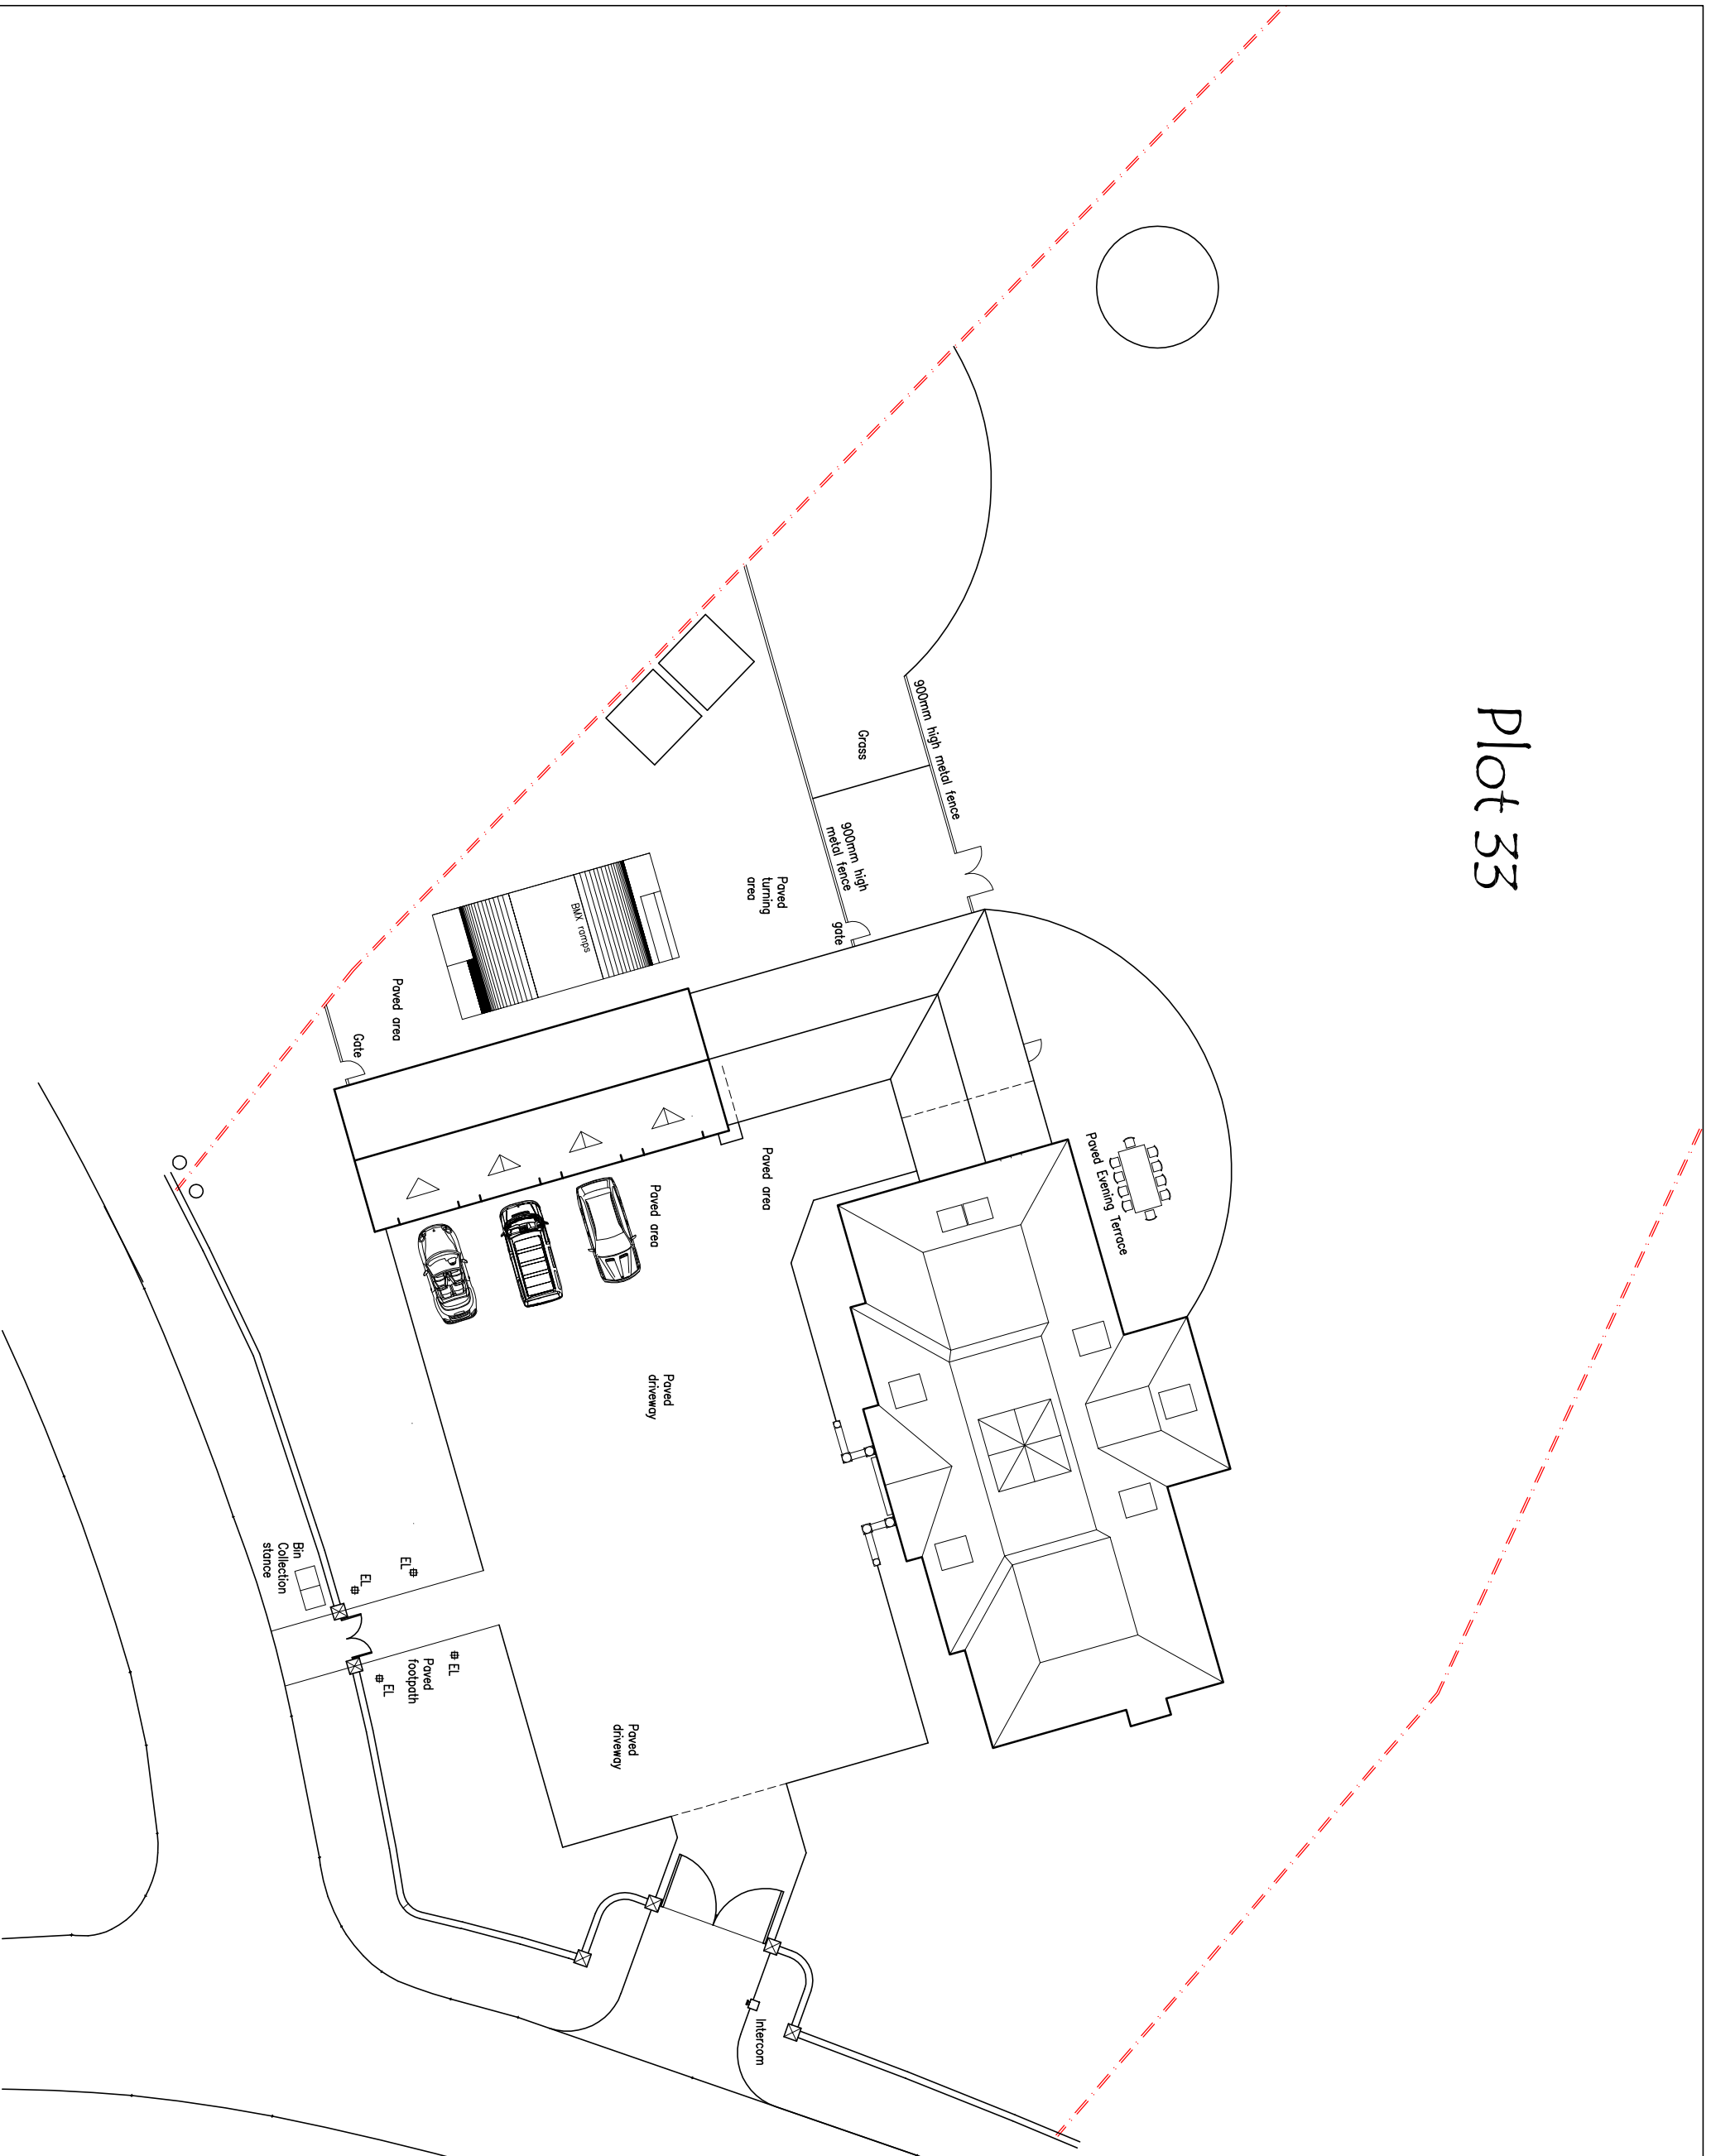 Plot 33
900mm high metal fence
Grass
900mm high
metal fence
gate
Paved
turning
area
BMX ramps
Paved area
Gate
Paved Evening Terrace
Paved area
Paved area
Paved
driveway
EL
EL
Bin
Collection
stance
EL
EL
Paved
footpath
Paved
driveway
Intercom